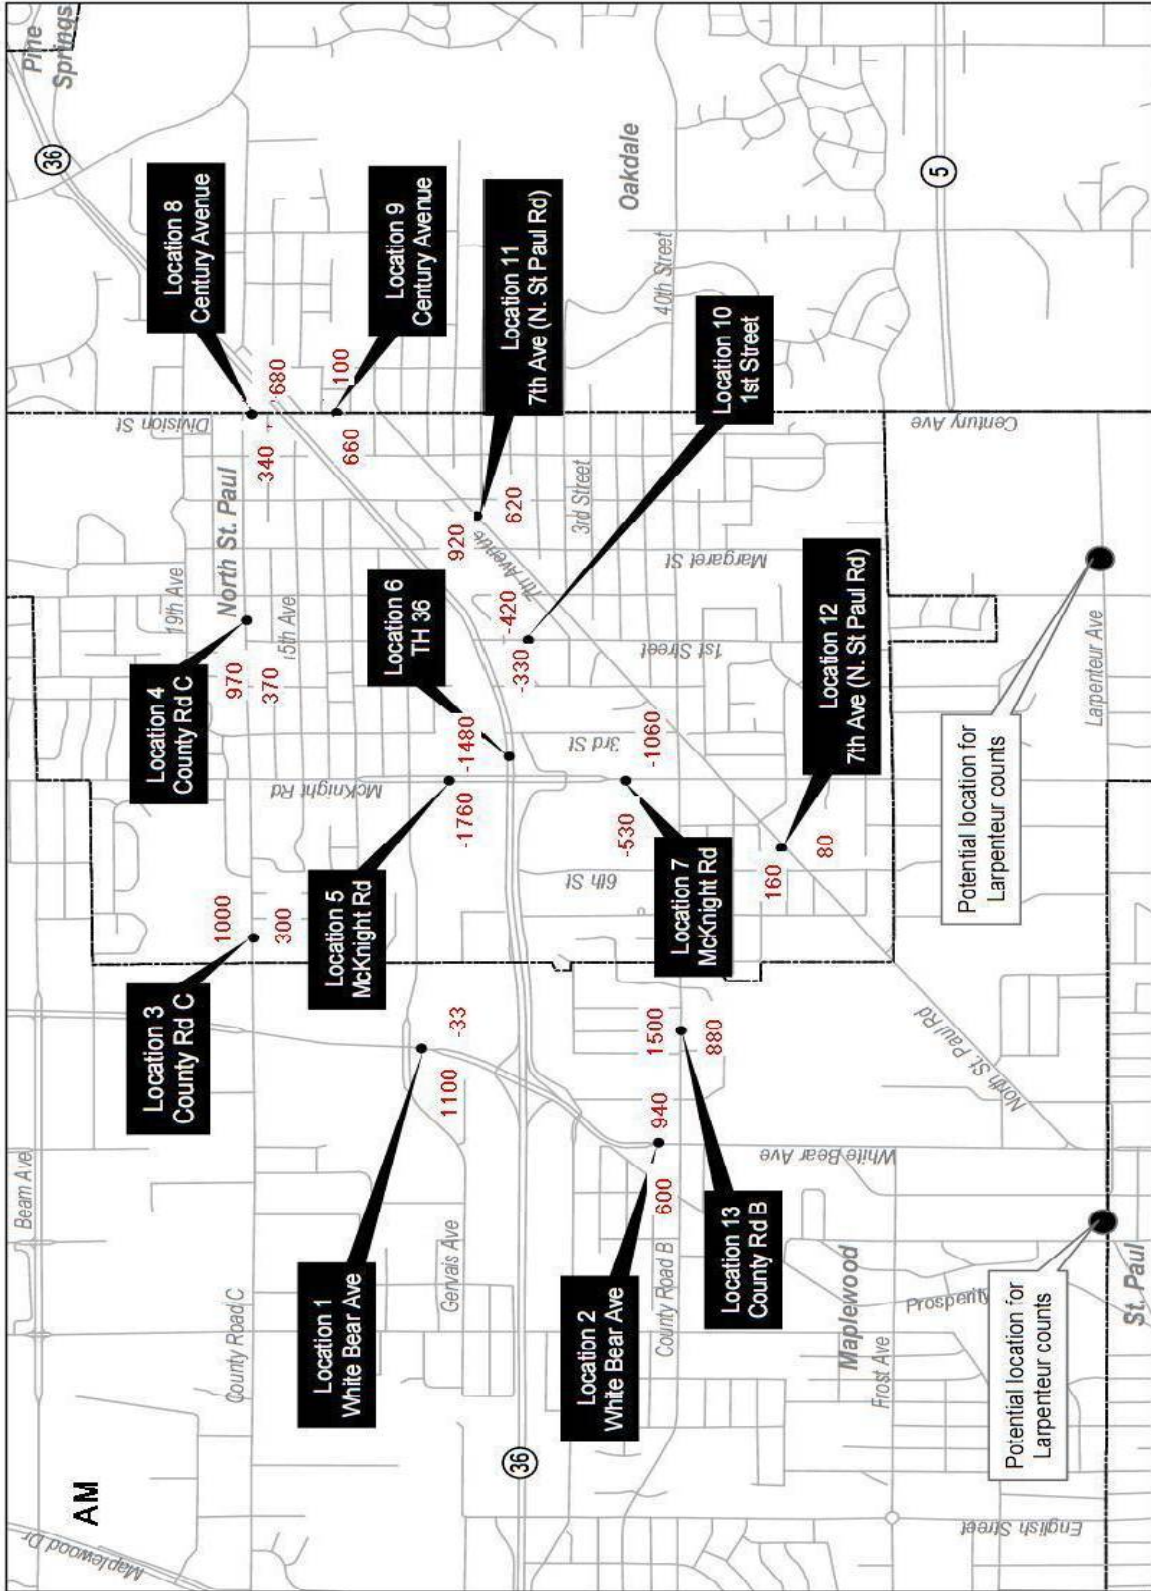 AM
Maplewood Dr
Beam Ave
Pine
Springs
36
County Road C
Location 3
County Rd C
1000
300
Location 4
County Rd C
970
370
19th Ave
North St. Paul
15th Ave
Division St
Location 8
Century Avenue
340
-680
Location 9
Century Avenue
660
100
Location 1
White Bear Ave
1100
-33
Gervais Ave
Location 5
McKnight Rd
-1760
-1480
McKnight Rd
Location 6
TH 36
Location 11
7th Ave (N. St Paul Rd)
920
620
7th Avenue
36
Location 2
White Bear Ave
600
940
County Road B
Location 13
County Rd B
1500
880
6th St
3rd St
-530
-1060
Location 7
McKnight Rd
-330
-420
1st Street
Location 10
1st Street
3rd Street
Margaret St
40th Street
Oakdale
Location 12
7th Ave (N. St Paul Rd)
160
80
White Bear Ave
North St. Paul Rd
Maplewood
Frost Ave
Prosperity
English Street
Century Ave
5
Larpenteur Ave
Potential location for
Larpenteur counts
Potential location for
Larpenteur counts
St. Paul